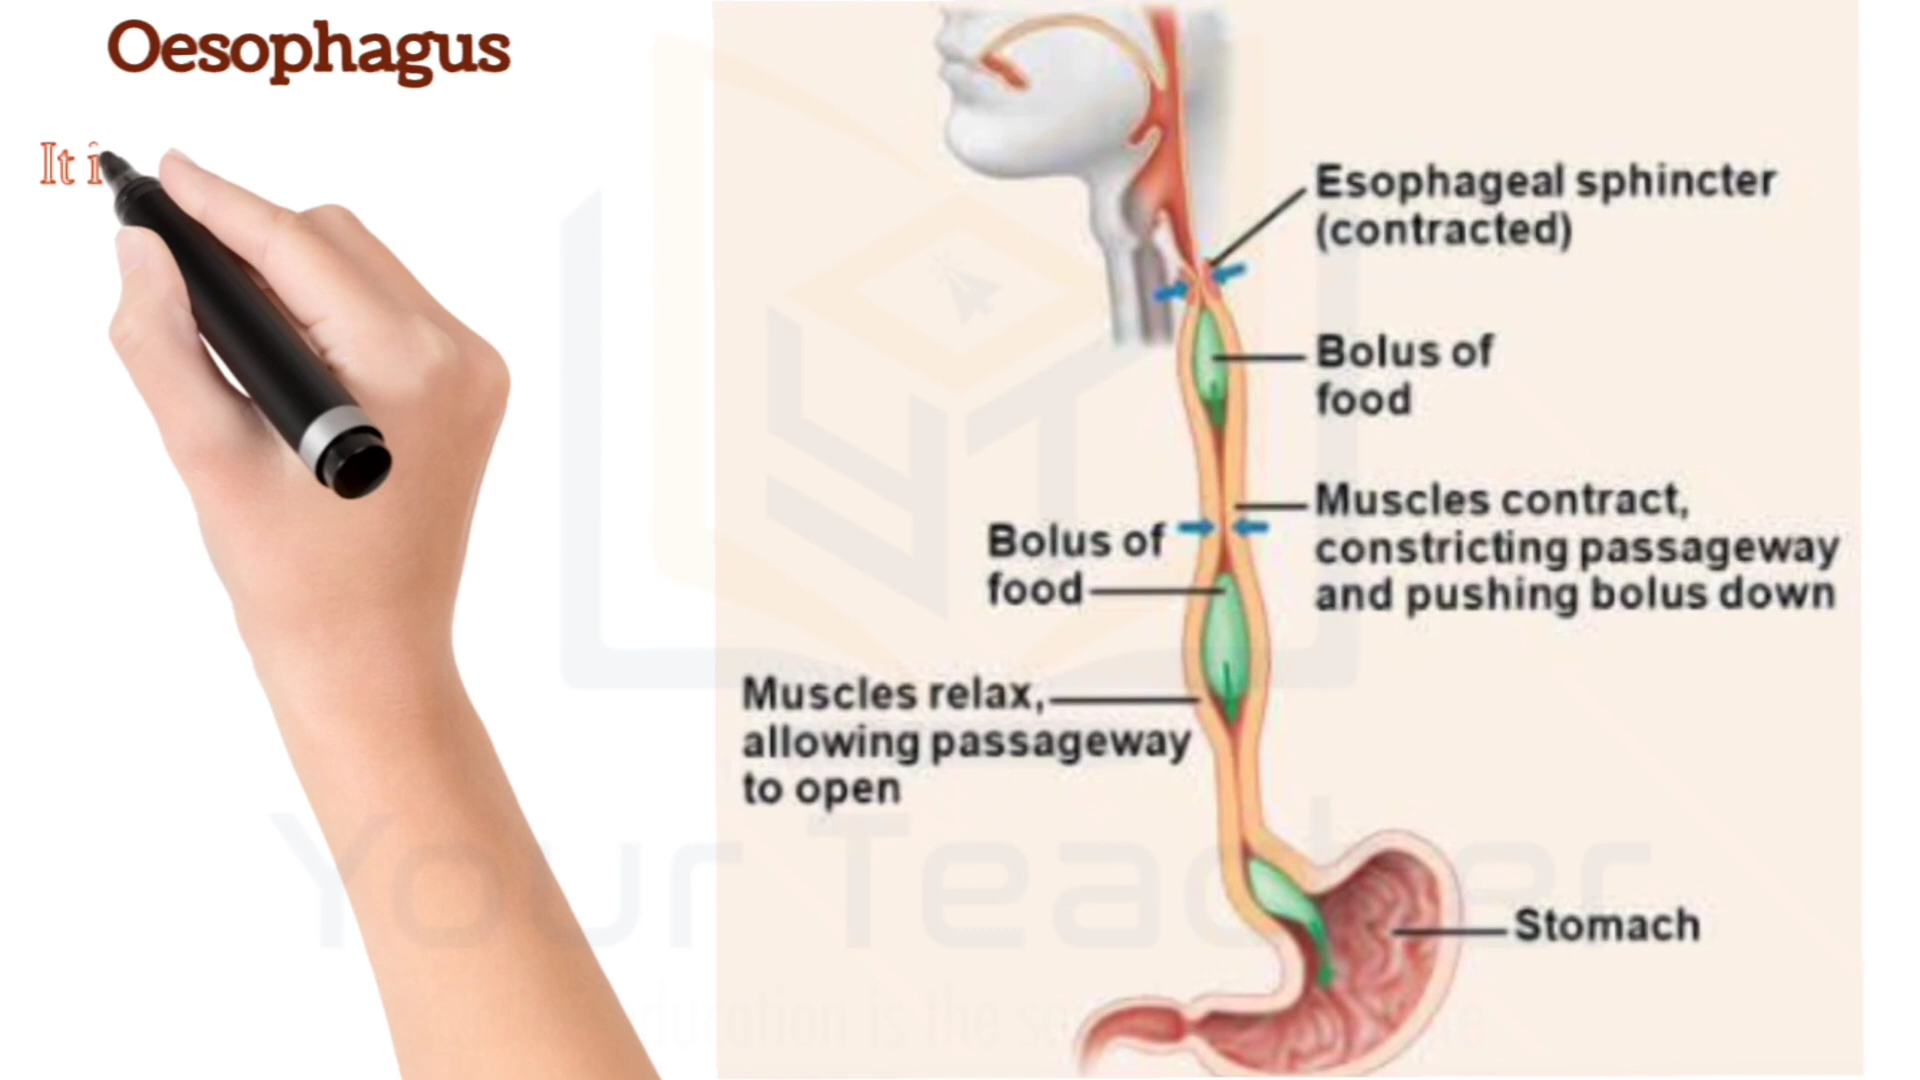 Oesophagus
It i
Esophageal sphincter
(contracted)
Bolus of
food
Muscles contract,
constricting passageway
and pushing bolus down
Bolus of
food
Muscles relax,
allowing passageway
to open
Stomach
Your Teacher